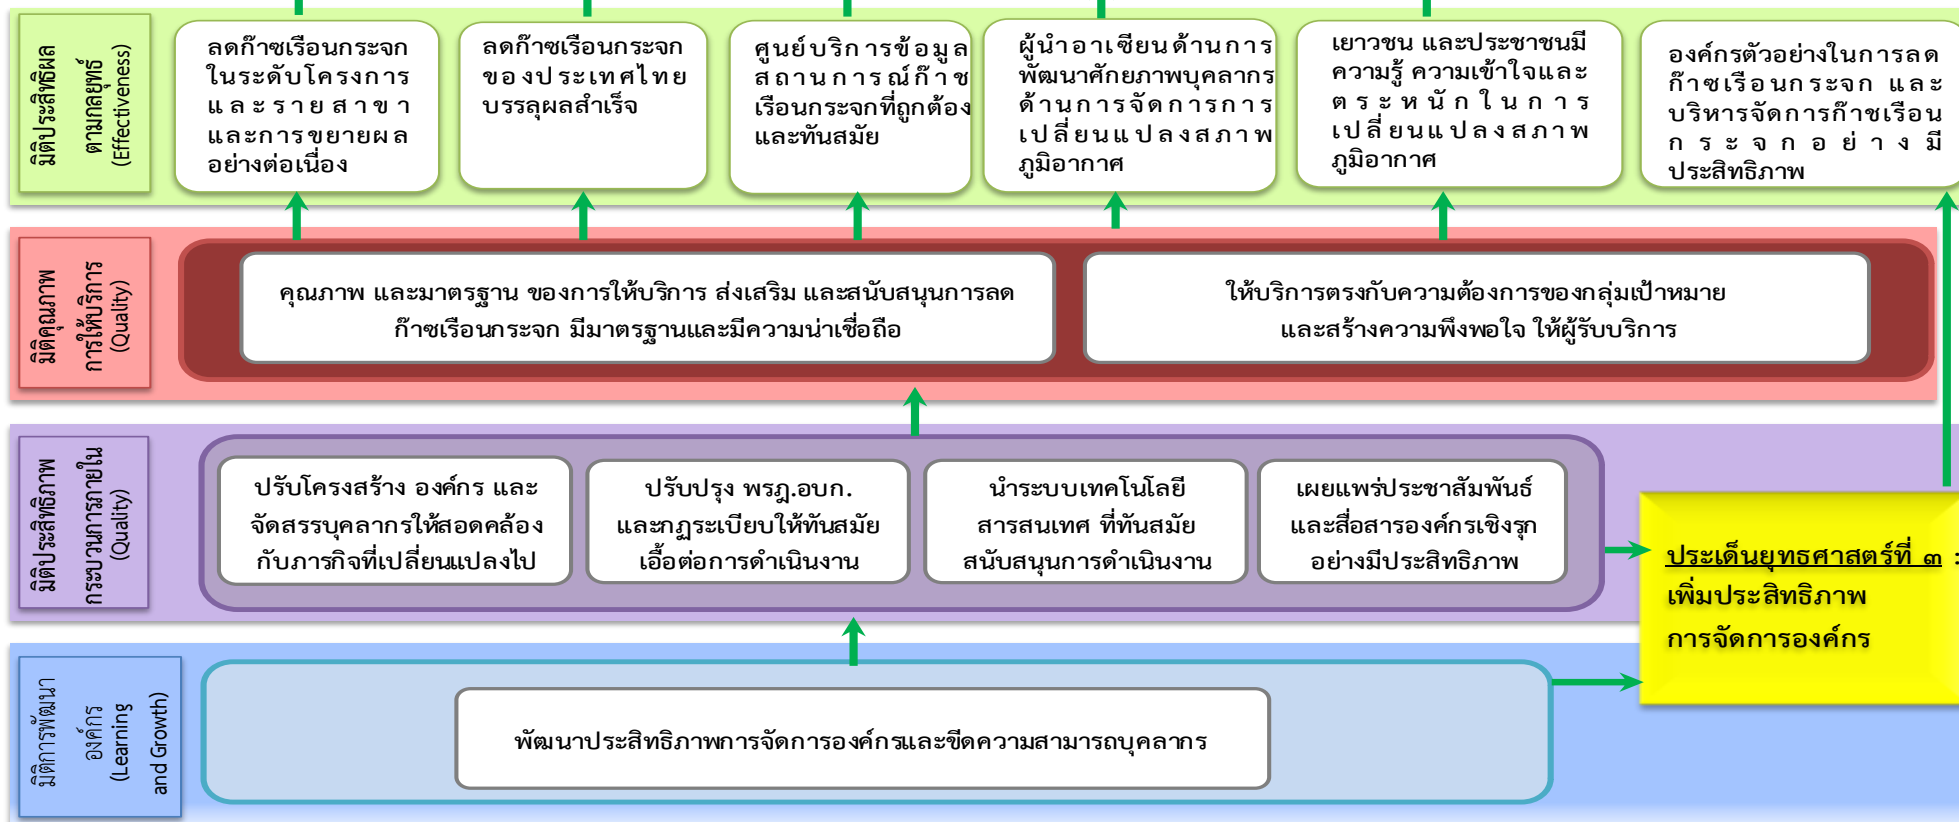 มิติประสิทธิผล
ตามกลยุทธ์
(Effectiveness)
ลดก๊าซเรือนกระจก
ในระดับโครงการ
และรายสาขา
และการขยายผล
อย่างต่อเนื่อง
ลดก๊าซเรือนกระจก
ของประเทศไทย
บรรลุผลสำเร็จ
ศูนย์บริการข้อมูล
สถานการณ์ก๊าซ
เรือนกระจกที่ถูกต้อง
และทันสมัย
ผู้นำอาเซียนด้านการ
พัฒนาศักยภาพบุคลากร
ด้านการจัดการการ
เปลี่ยนแปลงสภาพ
ภูมิอากาศ
เยาวชน และประชาชนมี
ความรู้ ความเข้าใจและ
ตระหนักในการ
เปลี่ยนแปลงสภาพ
ภูมิอากาศ
องค์กรตัวอย่างในการลด
ก๊าซเรือนกระจก และ
บริหารจัดการก๊าซเรือน
กระจกอย่างมี
ประสิทธิภาพ
มิติคุณภาพ
การให้บริการ
(Quality)
คุณภาพ และมาตรฐาน ของการให้บริการ ส่งเสริม และสนับสนุนการลด
ก๊าซเรือนกระจก มีมาตรฐานและมีความน่าเชื่อถือ
ให้บริการตรงกับความต้องการของกลุ่มเป้าหมาย
และสร้างความพึงพอใจ ให้ผู้รับบริการ
มิติประสิทธิภาพ
กระบวนการภายใน
(Quality)
ปรับโครงสร้าง องค์กร และ
จัดสรรบุคลากรให้สอดคล้อง
กับภารกิจที่เปลี่ยนแปลงไป
ปรับปรุง พรฎ.อบก.
และกฏระเบียบให้ทันสมัย
เอื้อต่อการดำเนินงาน
นำระบบเทคโนโลยี
สารสนเทศ ที่ทันสมัย
สนับสนุนการดำเนินงาน
เผยแพร่ประชาสัมพันธ์
และสื่อสารองค์กรเชิงรุก
อย่างมีประสิทธิภาพ
ประเด็นยุทธศาสตร์ที่ ๓ :
เพิ่มประสิทธิภาพ
การจัดการองค์กร
มิติการพัฒนา
องค์กร
(Learning
and Growth)
พัฒนาประสิทธิภาพการจัดการองค์กรและขีดความสามารถบุคลากร